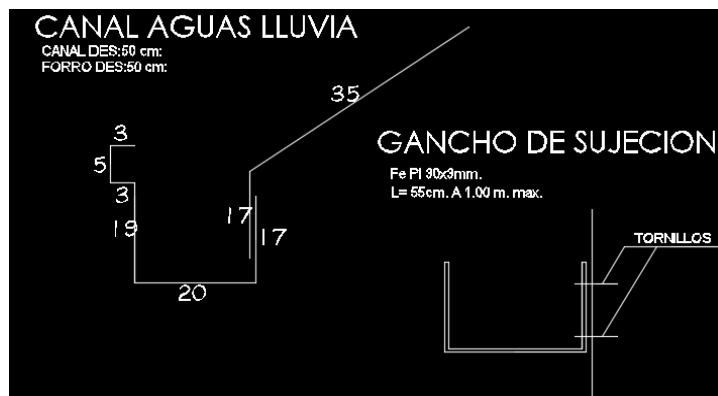 CANAL AGUAS LLUVIA
CANAL DES:50 cm:
FORRO DES:50 cm:
35
3
5
3
19
17
17
20
GANCHO DE SUJECION
Fe Pl 30x3mm.
L= 55cm. A 1.00 m. max.
TORNILLOS